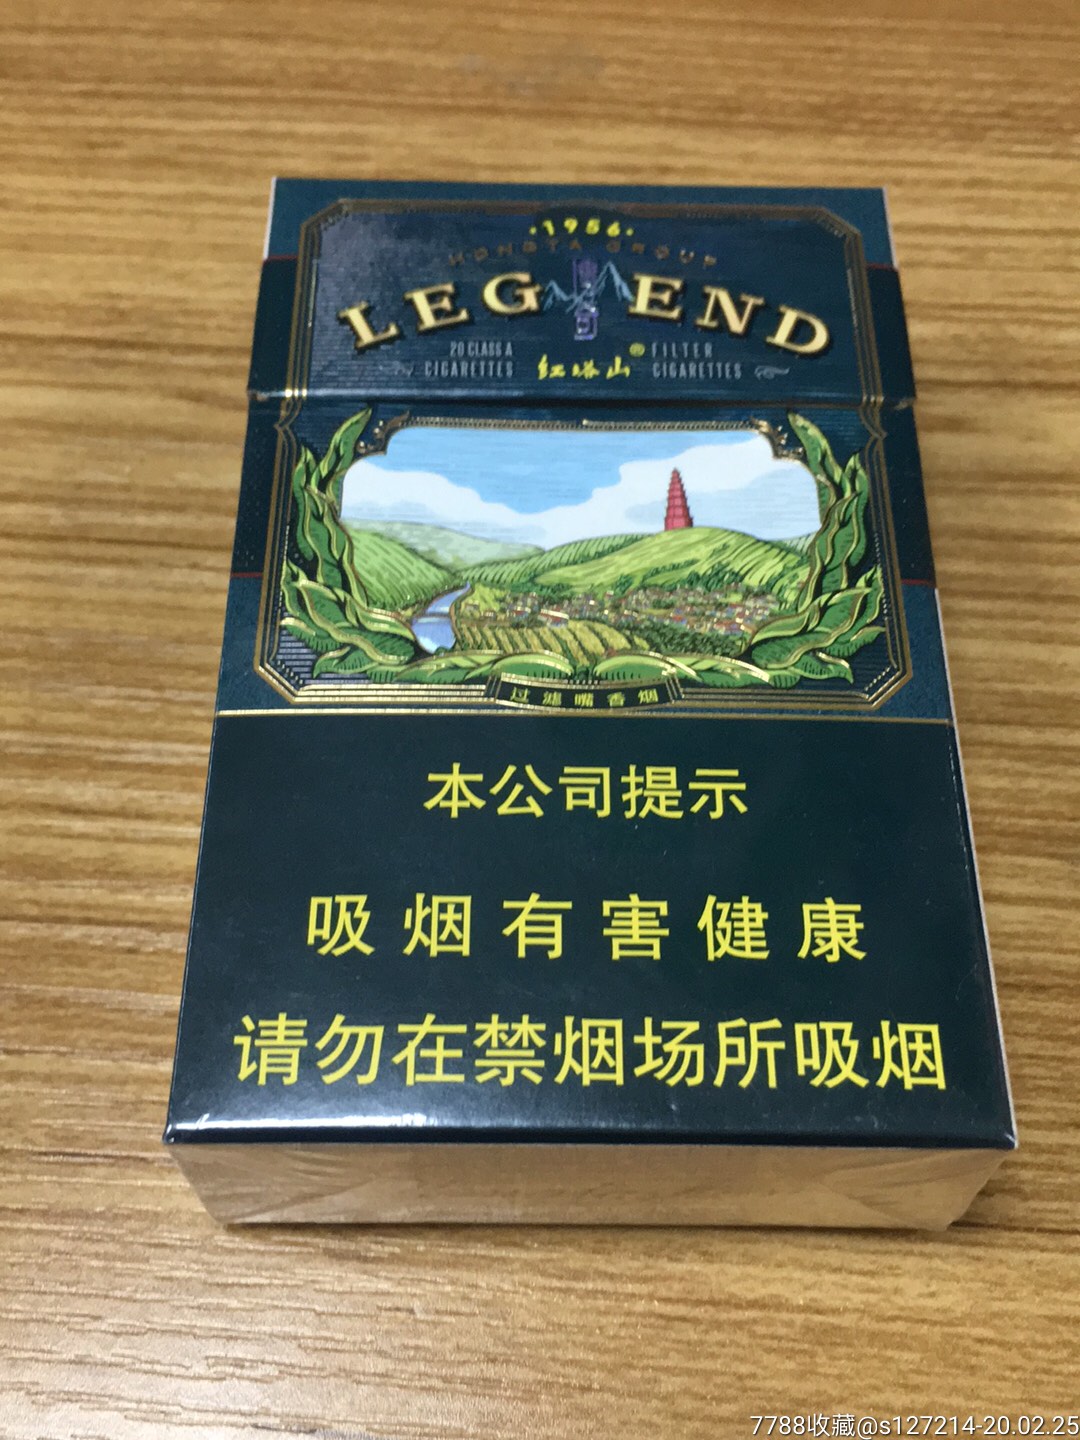 ·1956·
HONGTA GROUP
LEGEND
20 CLASS A
CIGARETTES
红塔山®
FILTER
CIGARETTES
过滤嘴香烟
本公司提示
吸烟有害健康
请勿在禁烟场所吸烟
7788收藏@s127214-20.02.25